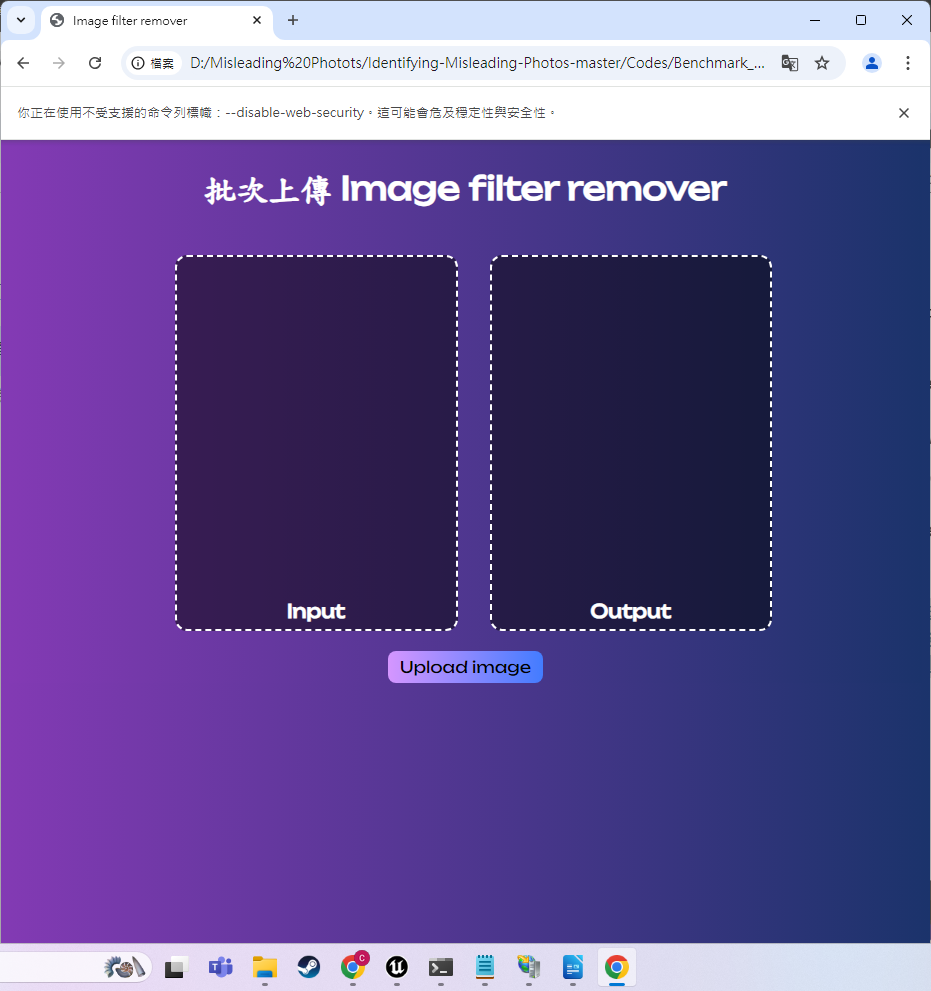 Image filter remover
檔案
D:/Misleading%20Photots/Identifying-Misleading-Photos-master/Codes/Benchmark_...
你正在使用不受支援的命令列標幟：--disable-web-security。這可能會危及穩定性與安全性。
批次上傳 Image filter remover
Input
Output
Upload image
C